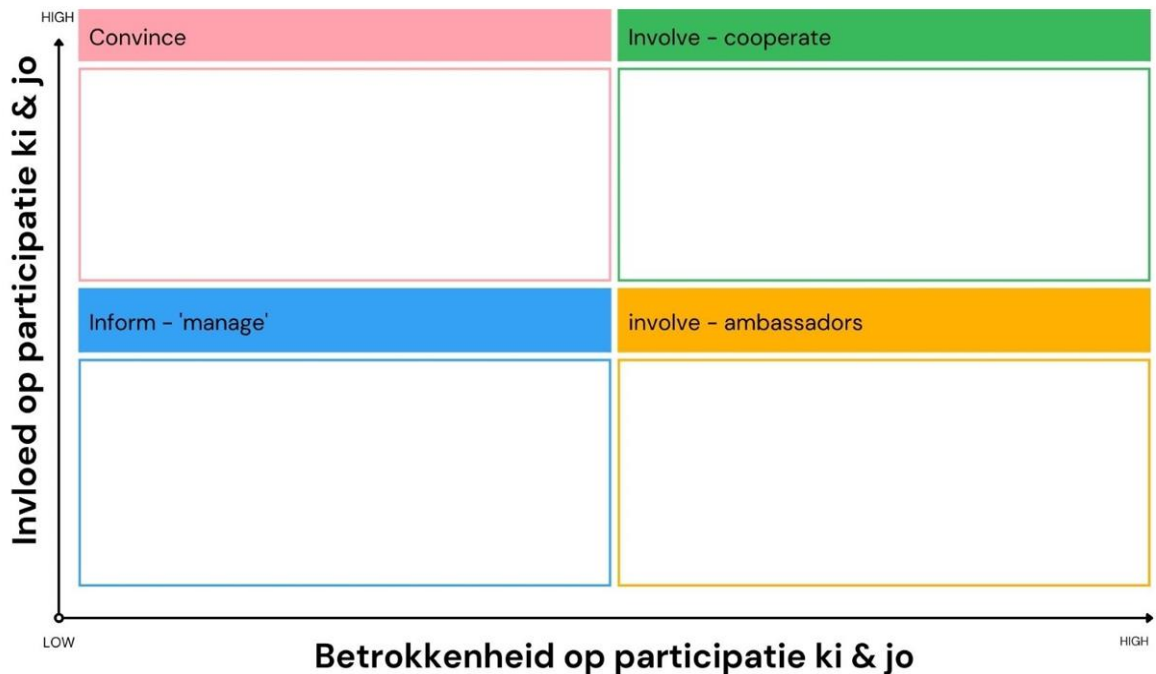 HIGH
Convince
Involve - cooperate
Invloed op participatie ki & jo
Inform - 'manage'
involve - ambassadors
LOW
HIGH
Betrokkenheid op participatie ki & jo